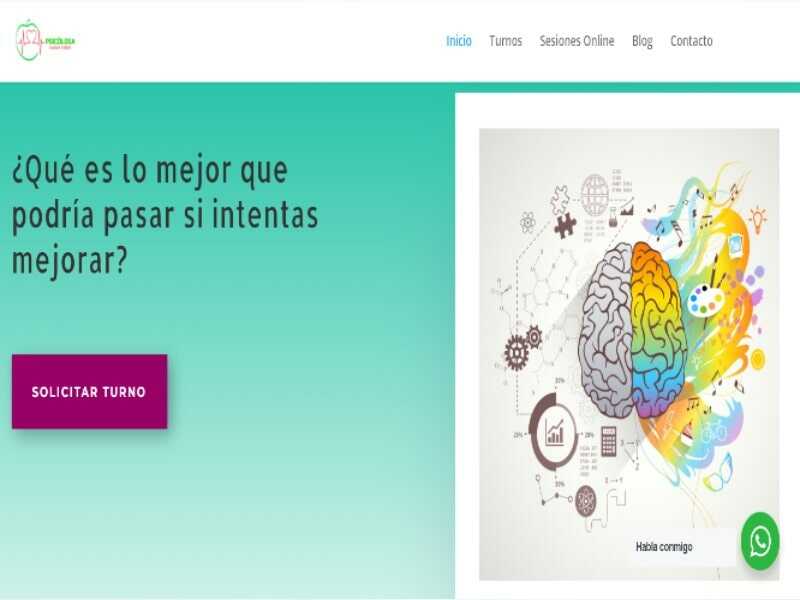 PSICÓLOGA
Inicio
Turnos
Sesiones Online
Blog
Contacto
¿Qué es lo mejor que
podría pasar si intentas
mejorar?
SOLICITAR TURNO
Habla conmigo